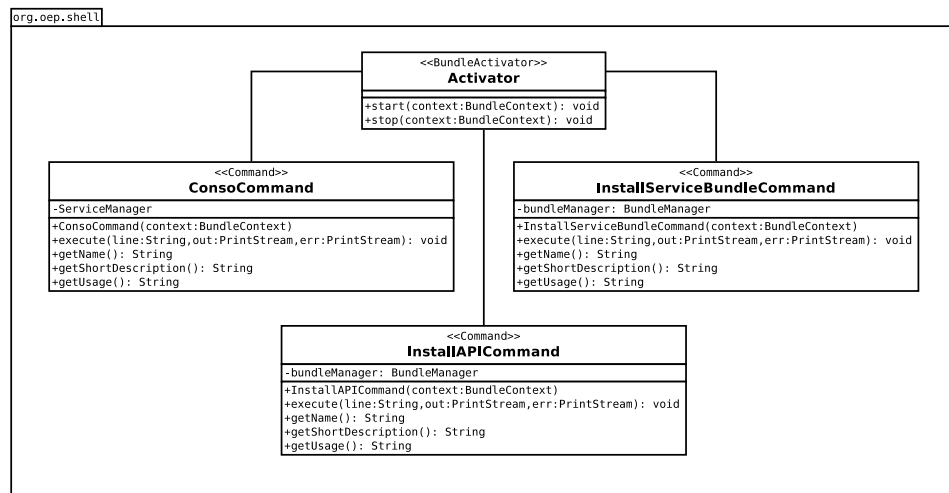 org.oep.shell
<<BundleActivator>>
Activator
+start(context:BundleContext): void
+stop(context:BundleContext): void
<<Command>>
ConsoCommand
-ServiceManager
+ConsoCommand(context:BundleContext)
+execute(line:String,out:PrintStream,err:PrintStream): void
+getName(): String
+getShortDescription(): String
+getUsage(): String
<<Command>>
InstallServiceBundleCommand
-bundleManager: BundleManager
+InstallServiceBundleCommand(context:BundleContext)
+execute(line:String,out:PrintStream,err:PrintStream): void
+getName(): String
+getShortDescription(): String
+getUsage(): String
<<Command>>
InstallAPICommand
-bundleManager: BundleManager
+InstallAPICommand(context:BundleContext)
+execute(line:String,out:PrintStream,err:PrintStream): void
+getName(): String
+getShortDescription(): String
+getUsage(): String